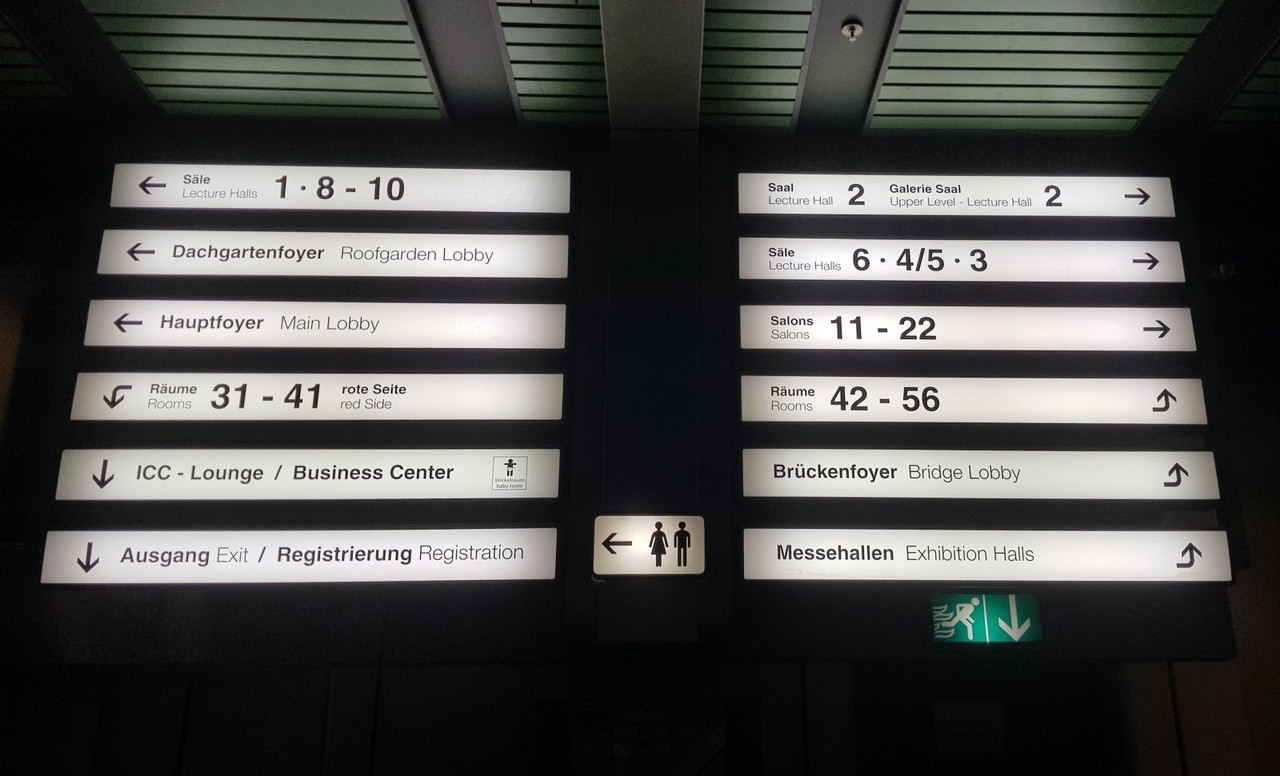 Säle
Lecture Halls 1 · 8 - 10
Dachgartenfoyer Roofgarden Lobby
Hauptfoyer Main Lobby
Räume
Rooms 31 - 41 rote Seite
red Side
ICC - Lounge / Business Center
Wickelraum
baby room
Ausgang Exit / Registrierung Registration
Saal
Lecture Hall 2 Galerie Saal
Upper Level - Lecture Hall 2
Säle
Lecture Halls 6 · 4/5 · 3
Salons
Salons 11 - 22
Räume
Rooms 42 - 56
Brückenfoyer Bridge Lobby
Messehallen Exhibition Halls